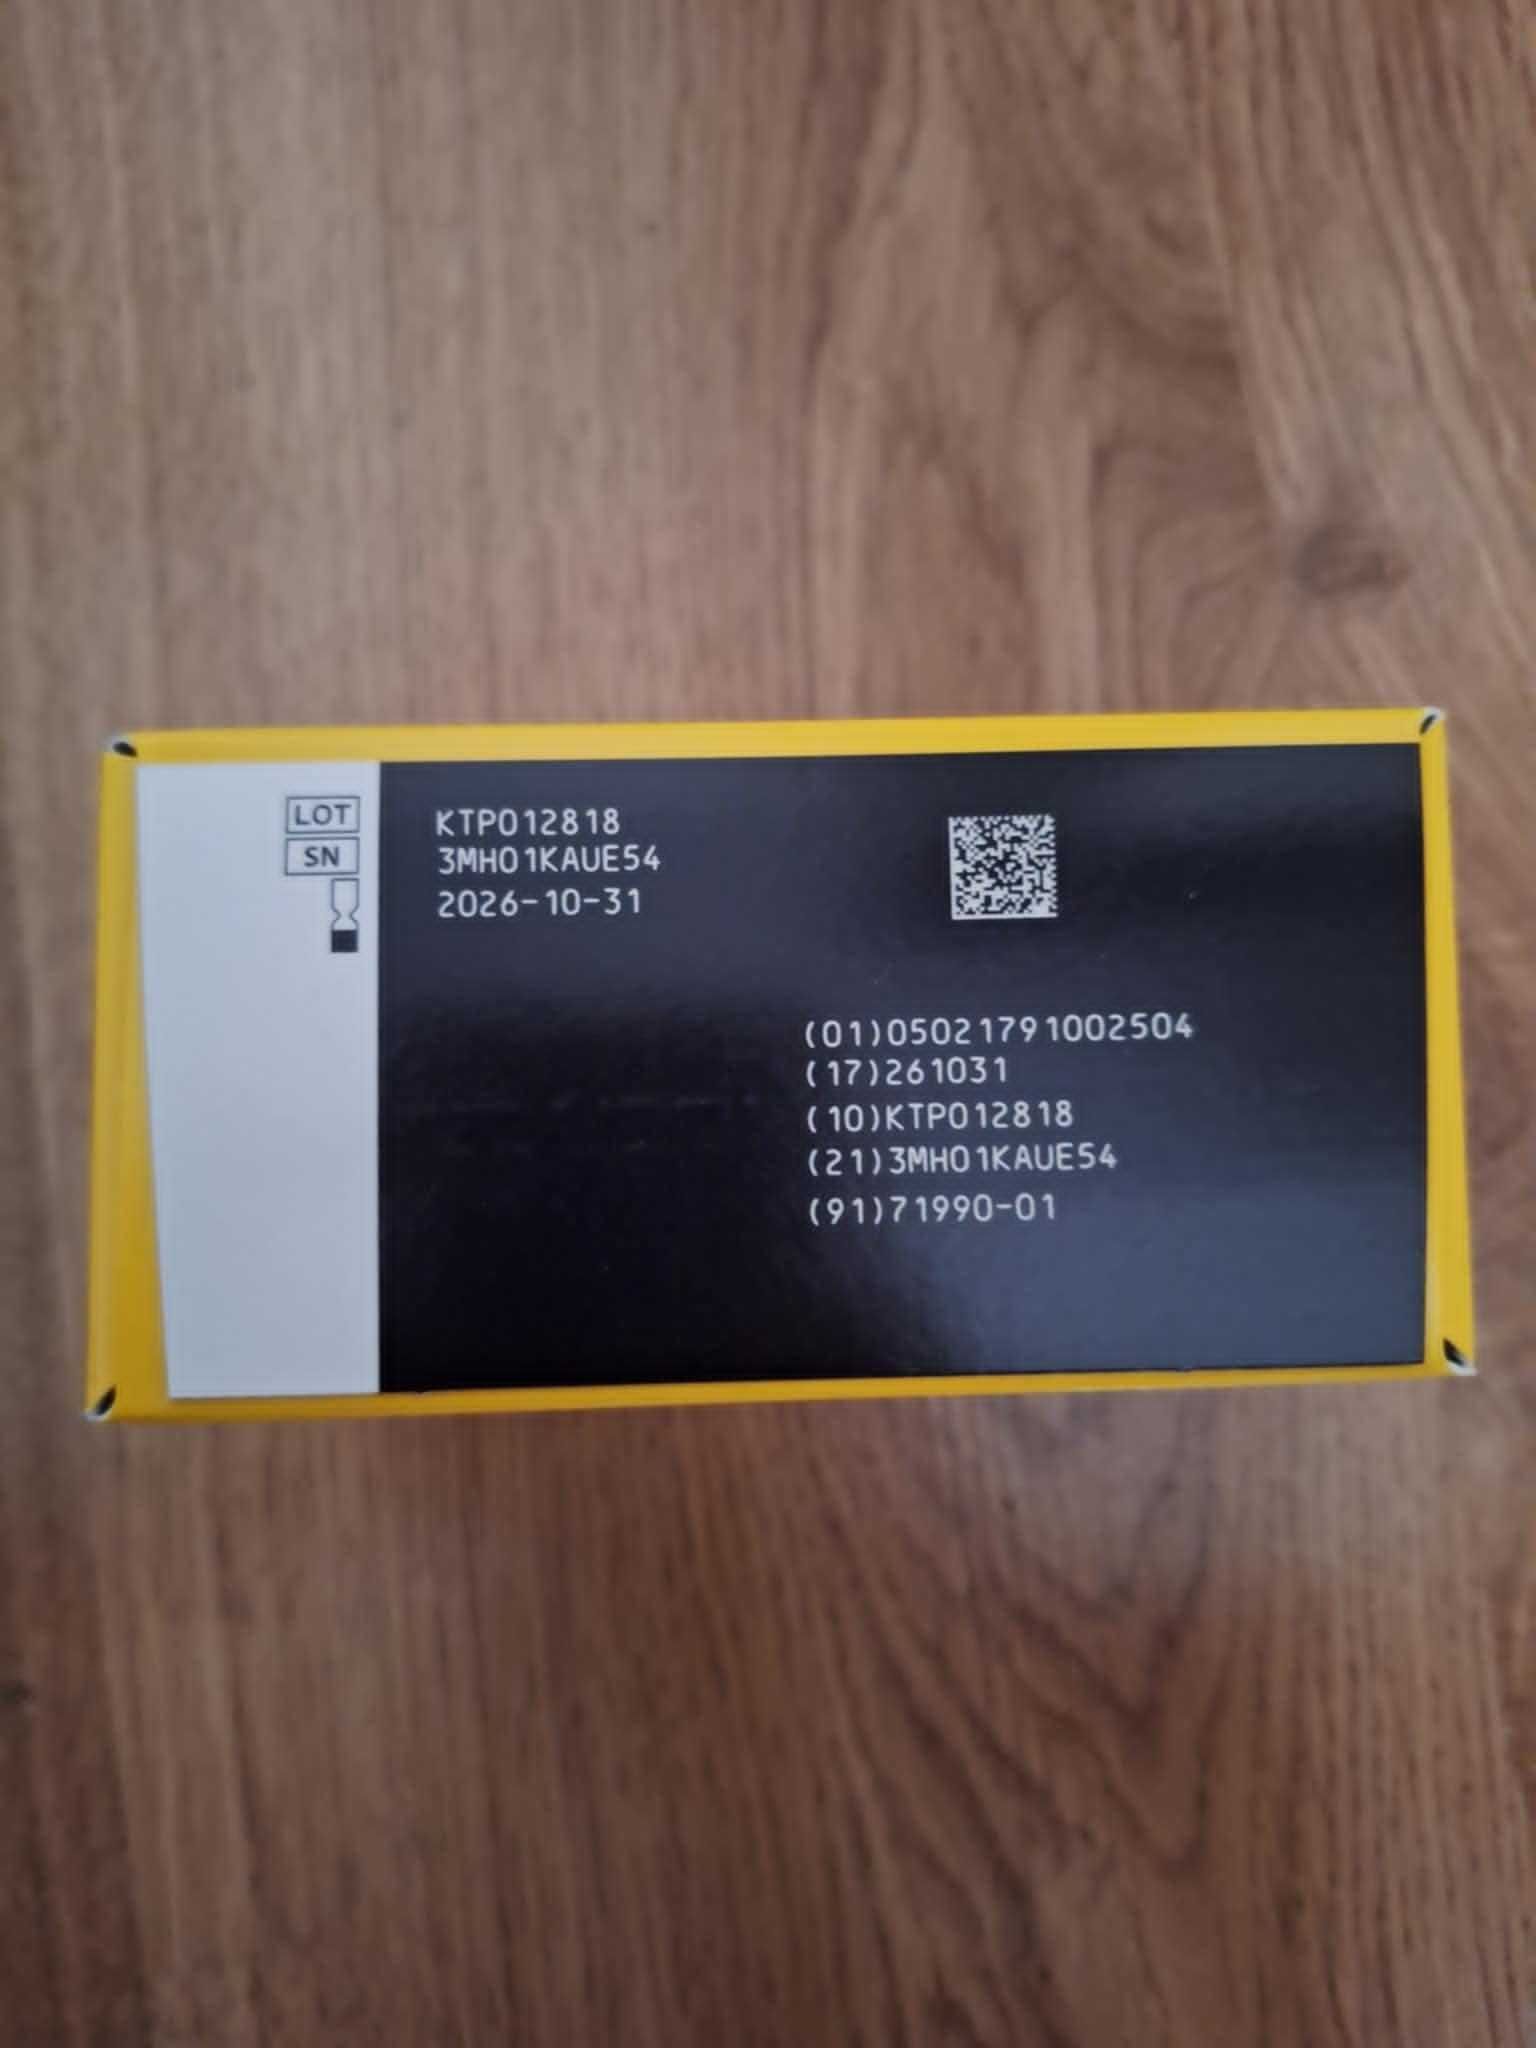 LOT KTP012818
SN 3MH01KAUE54
2026-10-31
(01)05021791002504
(17)261031
(10)KTP012818
(21)3MH01KAUE54
(91)71990-01